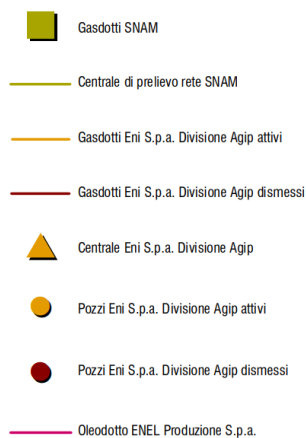 Gasdotti SNAM
Centrale di prelievo rete SNAM
Gasdotti Eni S.p.a. Divisione Agip attivi
Gasdotti Eni S.p.a. Divisione Agip dismessi
Centrale Eni S.p.a. Divisione Agip
Pozzi Eni S.p.a. Divisione Agip attivi
Pozzi Eni S.p.a. Divisione Agip dismessi
Oleodotto ENEL Produzione S.p.a.